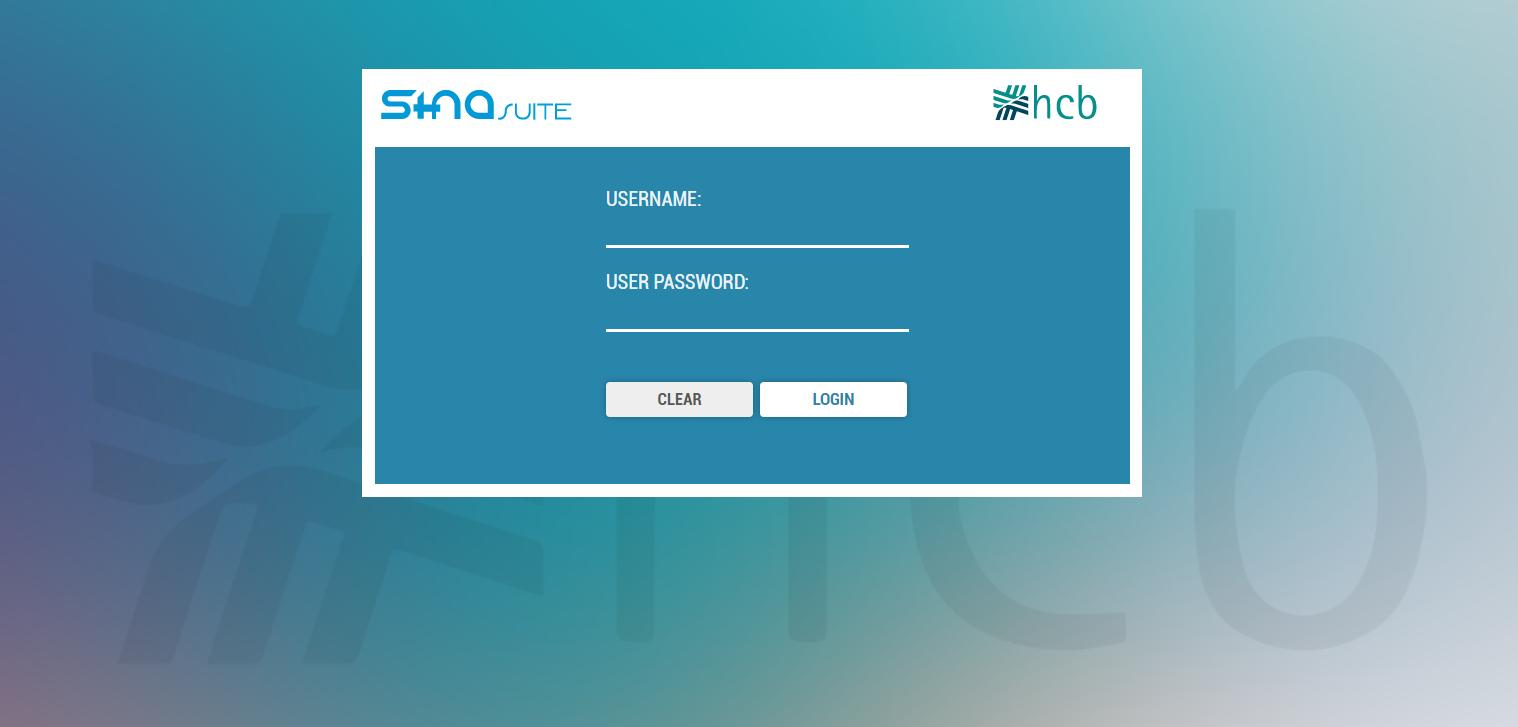 Sina SUITE
hcb
USERNAME:
USER PASSWORD:
CLEAR
LOGIN
hcb